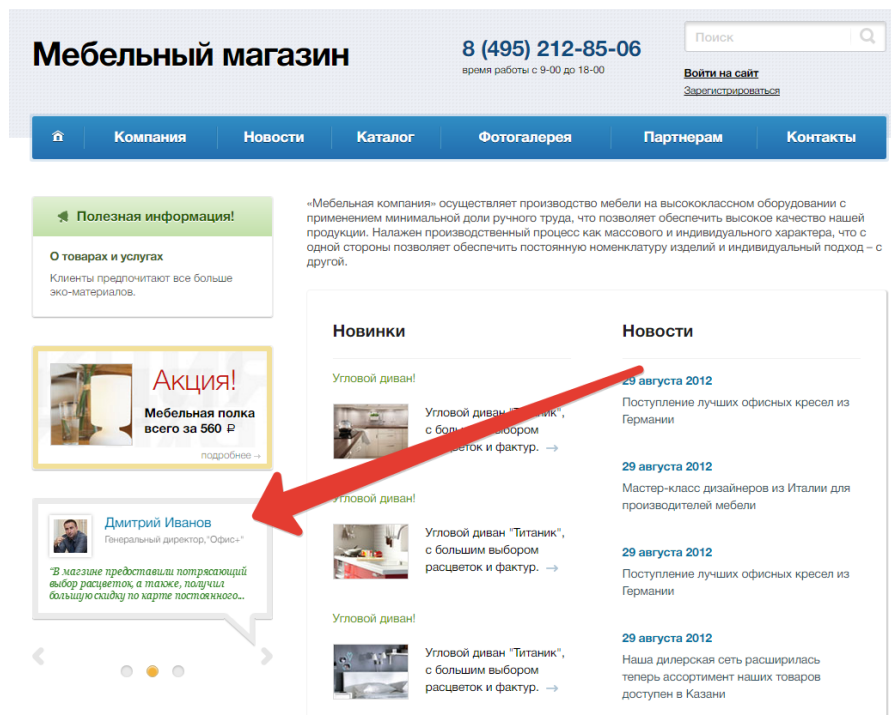 Мебельный магазин
8 (495) 212-85-06
время работы с 9-00 до 18-00
Поиск
Войти на сайт
Зарегистрироваться
Компания Новости Каталог Фотогалерея Партнерам Контакты
Полезная информация!
О товарах и услугах
Клиенты предпочитают все больше
эко-материалов.
Акция!
Мебельная полка
всего за 560 ₽
подробнее →
Дмитрий Иванов
Генеральный директор,"Офис+"
"В магзине предоставили потрясающий
выбор расцветок, а также, получил
большую скидку по карте постоянного...
«Мебельная компания» осуществляет производство мебели на высококлассном оборудовании с
применением минимальной доли ручного труда, что позволяет обеспечить высокое качество нашей
продукции. Налажен производственный процесс как массового и индивидуального характера, что с
одной стороны позволяет обеспечить постоянную номенклатуру изделий и индивидуальный подход – с
другой.
Новинки
Угловой диван!
Угловой диван "Титаник",
с большим выбором
расцветок и фактур. →
Угловой диван!
Угловой диван "Титаник",
с большим выбором
расцветок и фактур. →
Угловой диван!
Угловой диван "Титаник",
с большим выбором
расцветок и фактур. →
Новости
29 августа 2012
Поступление лучших офисных кресел из
Германии
29 августа 2012
Мастер-класс дизайнеров из Италии для
производителей мебели
29 августа 2012
Поступление лучших офисных кресел из
Германии
29 августа 2012
Наша дилерская сеть расширилась
теперь ассортимент наших товаров
доступен в Казани